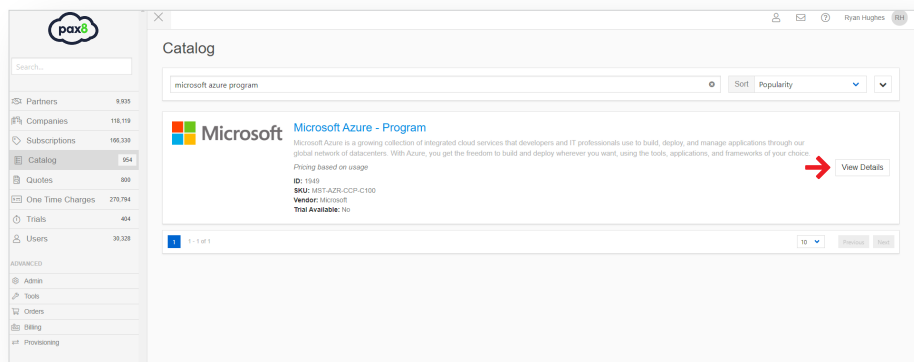 pax8
Search...
Partners 9,935
Companies 118,119
Subscriptions 166,330
Catalog 954
Quotes 800
One Time Charges 270,794
Trials 404
Users 30,328
ADVANCED
Admin
Tools
Orders
Billing
Provisioning
Ryan Hughes RH
Catalog
microsoft azure program
Sort Popularity
Microsoft
Microsoft Azure - Program
Microsoft Azure is a growing collection of integrated cloud services that developers and IT professionals use to build, deploy, and manage applications through our
global network of datacenters. With Azure, you get the freedom to build and deploy wherever you want, using the tools, applications, and frameworks of your choice.
Pricing based on usage
View Details
ID: 1949
SKU: MST-AZR-CCP-C100
Vendor: Microsoft
Trial Available: No
1 1 - 1 of 1
10 Previous Next